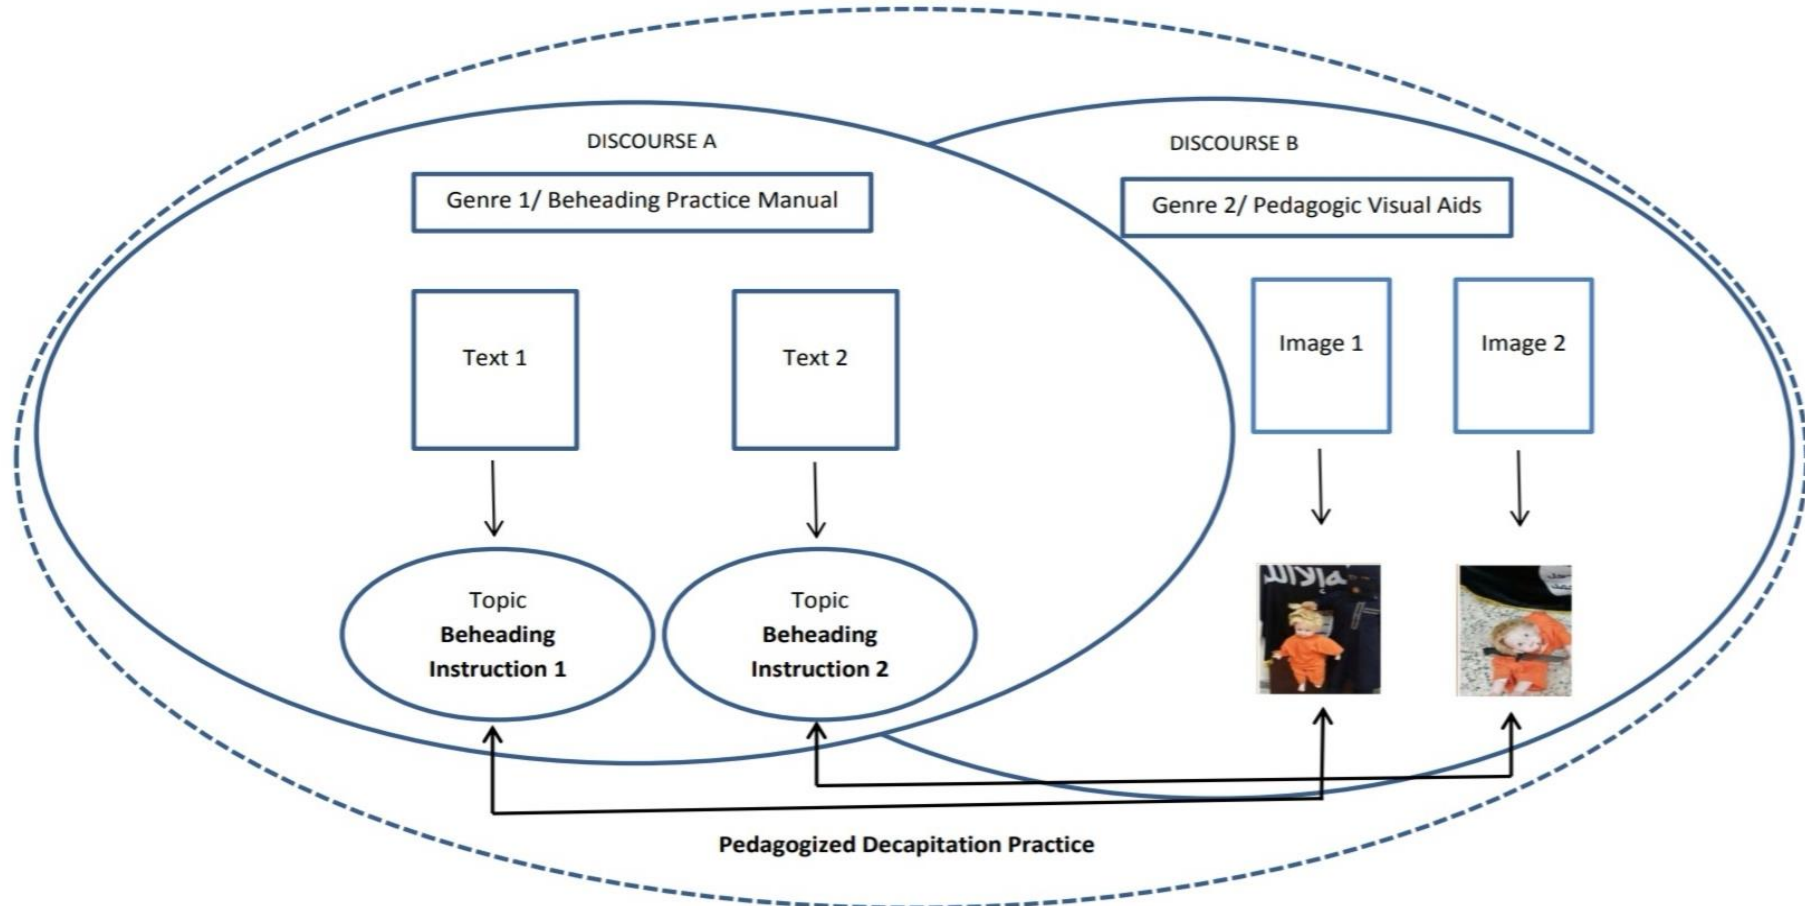 DISCOURSE A
DISCOURSE B
Genre 1/ Beheading Practice Manual
Genre 2/ Pedagogic Visual Aids
Text 1
Text 2
Image 1
Image 2
Topic
Beheading
Instruction 1
Topic
Beheading
Instruction 2
Pedagogized Decapitation Practice